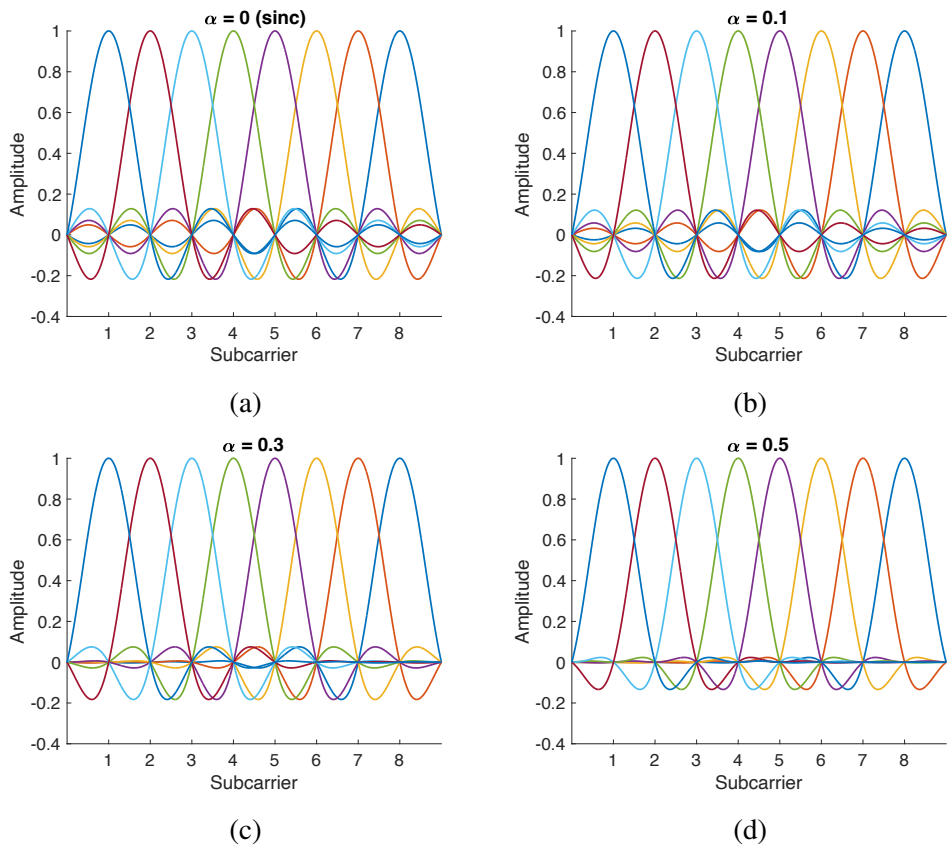 α = 0 (sinc)
1
0.8
0.6
0.4
0.2
0
-0.2
-0.4
Amplitude
1 2 3 4 5 6 7 8
Subcarrier
(a)
α = 0.1
1
0.8
0.6
0.4
0.2
0
-0.2
-0.4
Amplitude
1 2 3 4 5 6 7 8
Subcarrier
(b)
α = 0.3
1
0.8
0.6
0.4
0.2
0
-0.2
-0.4
Amplitude
1 2 3 4 5 6 7 8
Subcarrier
(c)
α = 0.5
1
0.8
0.6
0.4
0.2
0
-0.2
-0.4
Amplitude
1 2 3 4 5 6 7 8
Subcarrier
(d)